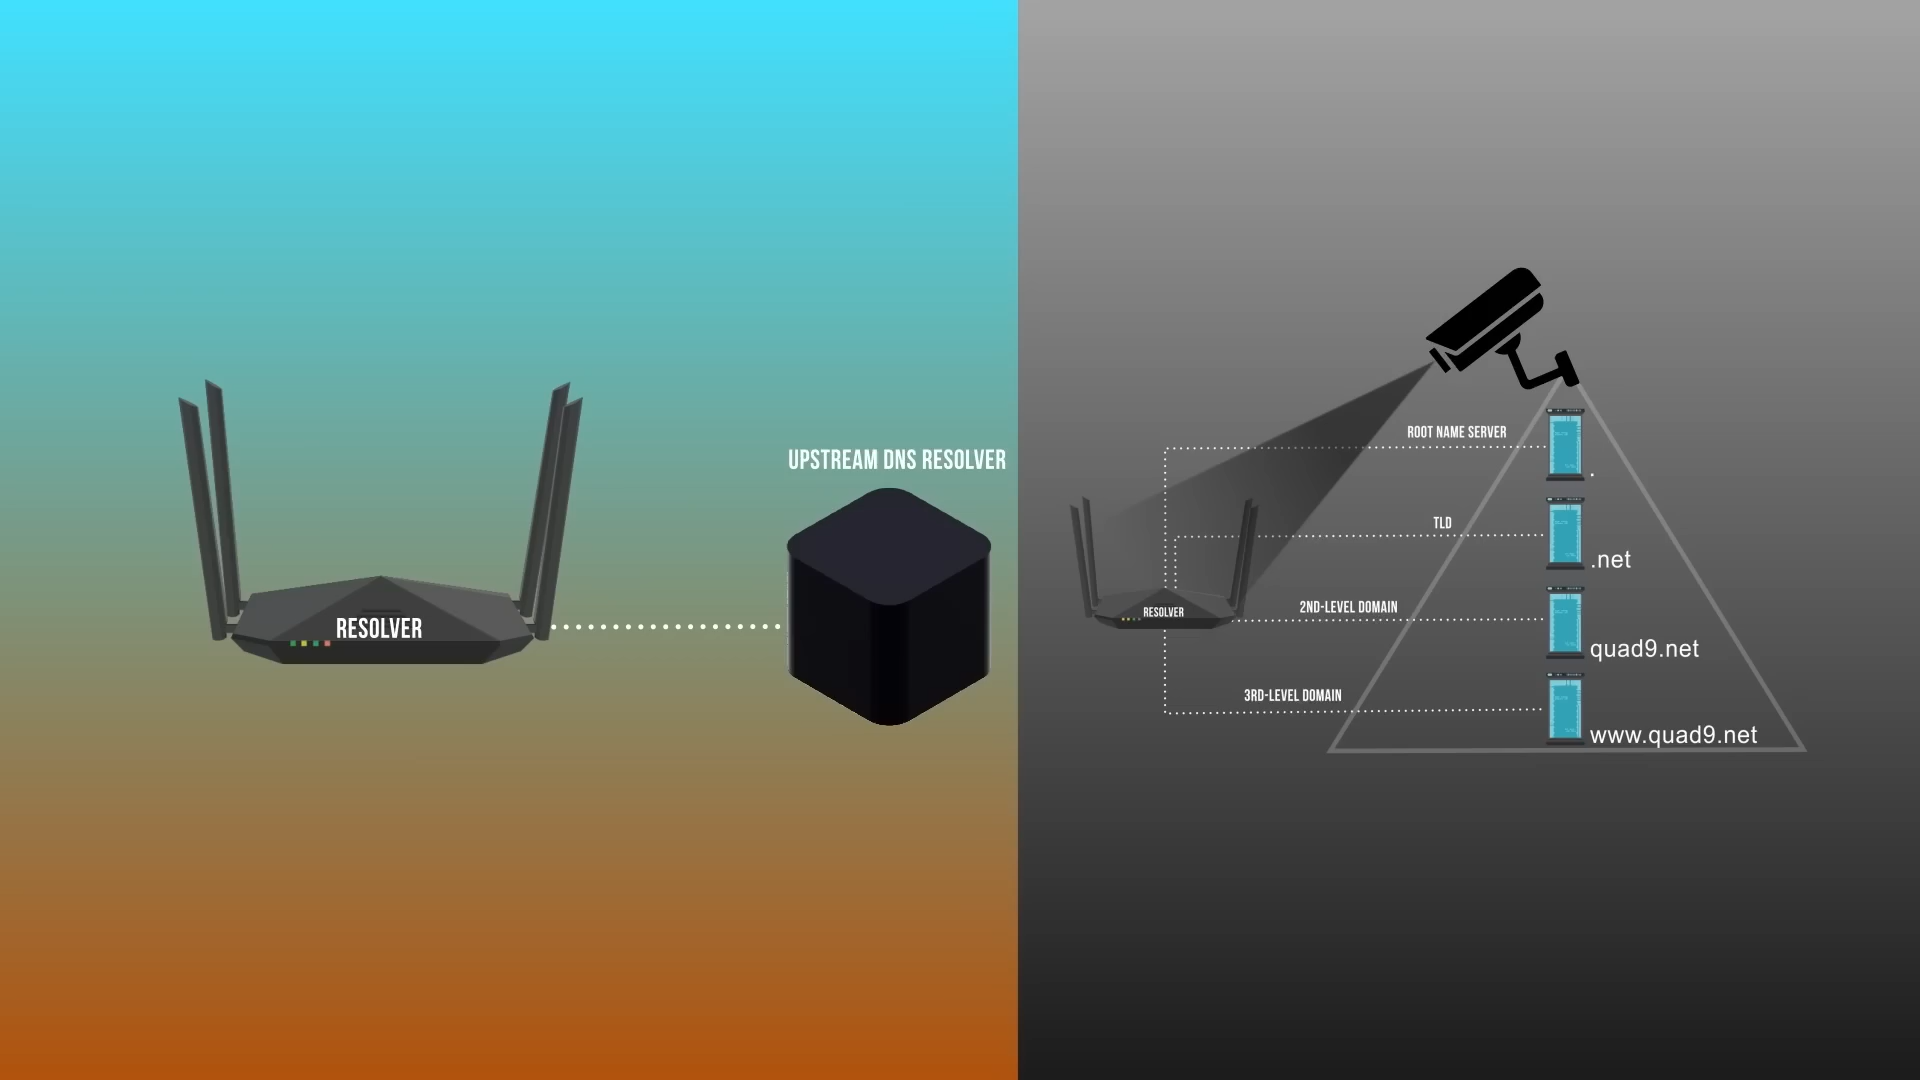 RESOLVER
UPSTREAM DNS RESOLVER
ROOT NAME SERVER
.
TLD
.net
RESOLVER
2ND-LEVEL DOMAIN
quad9.net
3RD-LEVEL DOMAIN
www.quad9.net